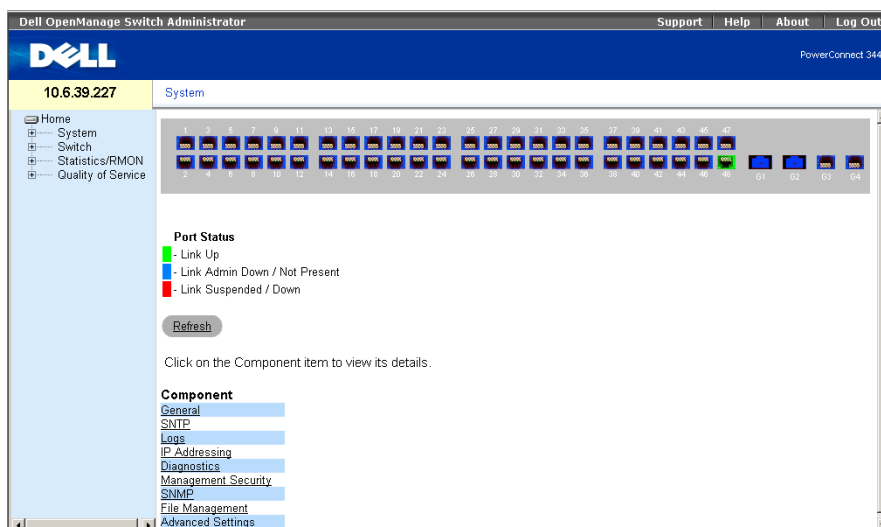 Dell OpenManage Switch Administrator
Support | Help | About | Log Out
DELL
PowerConnect 344
10.6.39.227
System
Home
System
Switch
Statistics/RMON
Quality of Service
1 3 5 7 9 11 13 15 17 19 21 23 25 27 29 31 33 35 37 39 41 43 45 47
2 4 6 8 10 12 14 16 18 20 22 24 26 28 30 32 34 36 38 40 42 44 46 48 G1 G2 G3 G4
Port Status
- Link Up
- Link Admin Down / Not Present
- Link Suspended / Down
Refresh
Click on the Component item to view its details.
Component
General
SNTP
Logs
IP Addressing
Diagnostics
Management Security
SNMP
File Management
Advanced Settings